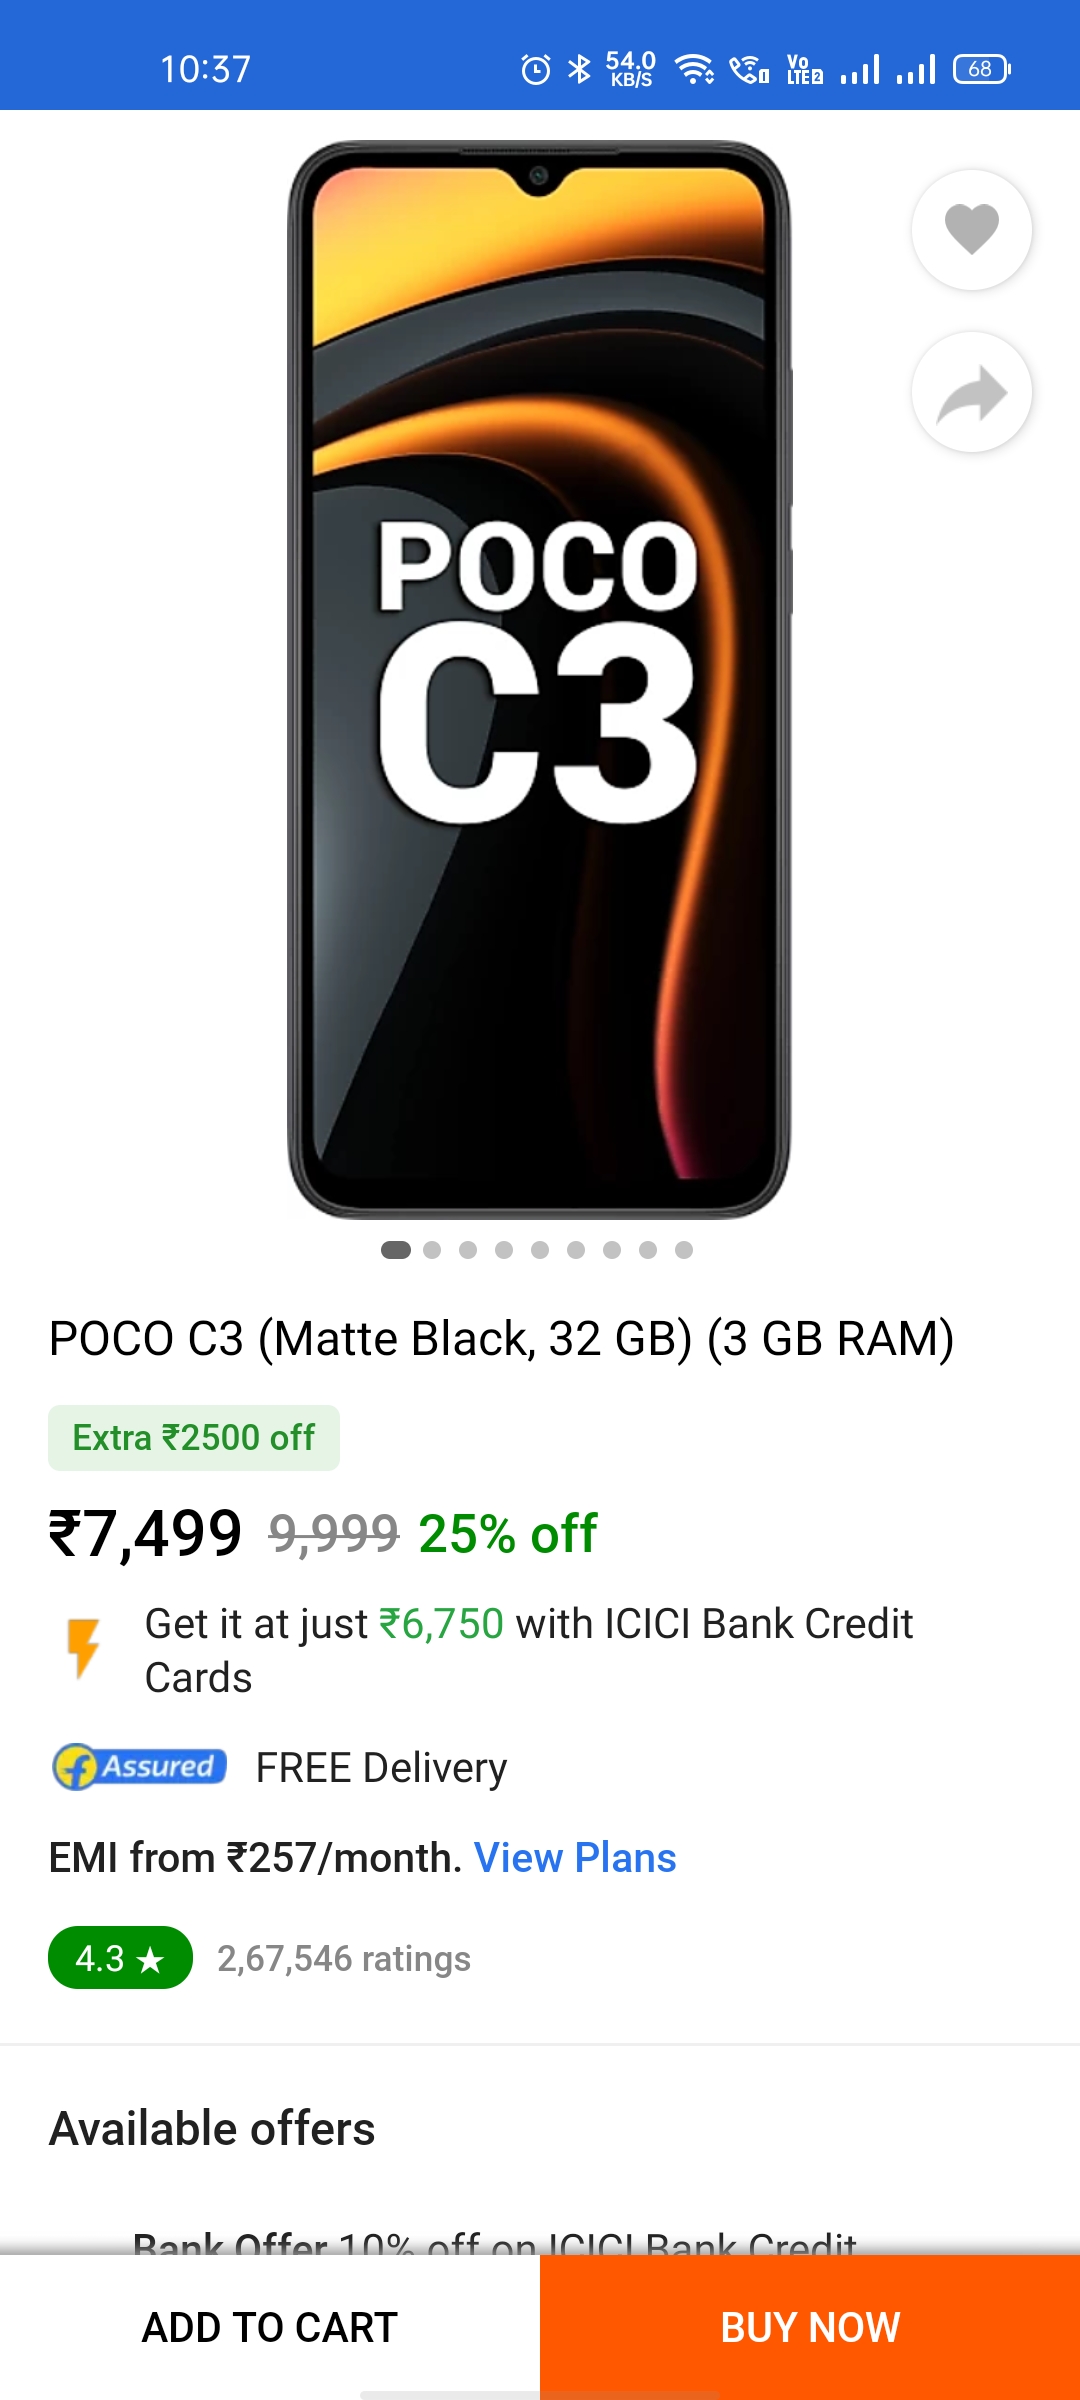 10:37
54.0
KB/S
Vo
LTE2
68
POCO
C3
POCO C3 (Matte Black, 32 GB) (3 GB RAM)
Extra ₹2500 off
₹7,499 9,999 25% off
Get it at just ₹6,750 with ICICI Bank Credit
Cards
f Assured FREE Delivery
EMI from ₹257/month. View Plans
4.3 ★ 2,67,546 ratings
Available offers
Bank Offer 10% off on ICICI Bank Credit
ADD TO CART
BUY NOW